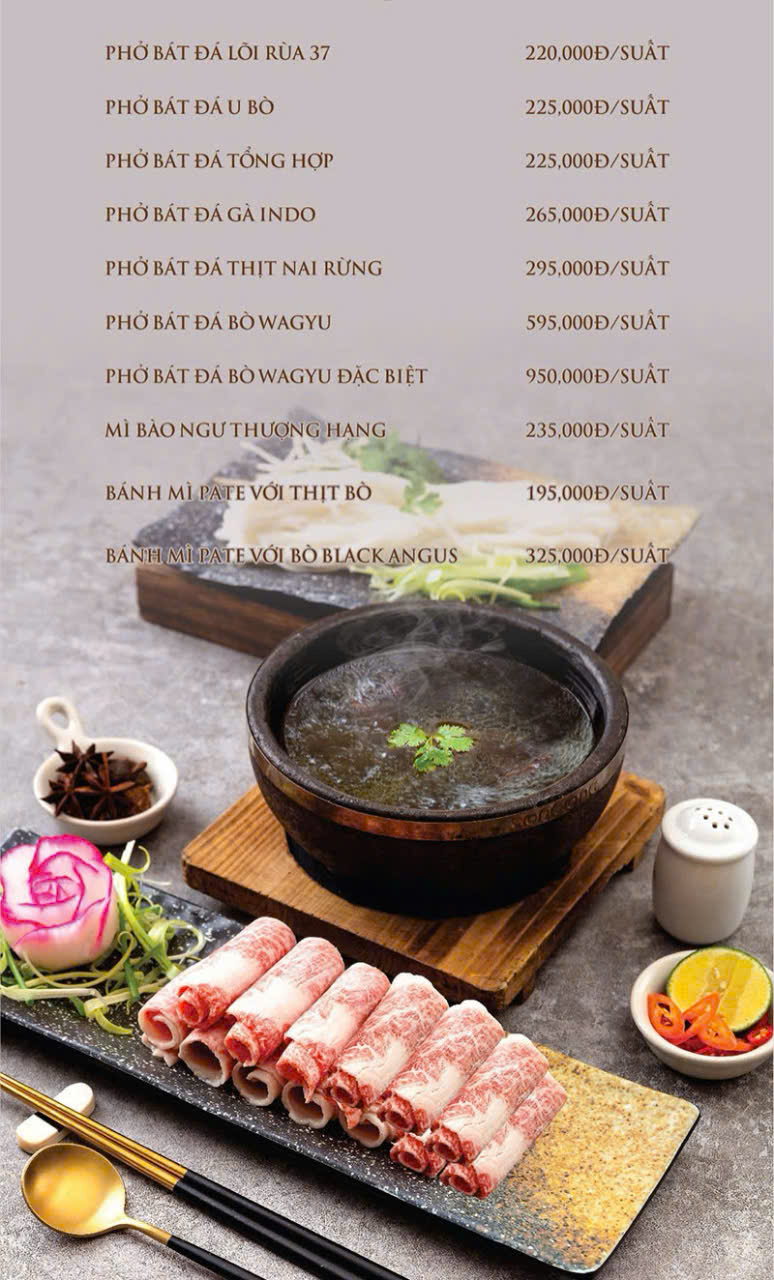 PHỞ BÁT ĐÁ LÕI RÙA 37 220,000Đ/SUẤT
PHỞ BÁT ĐÁ U BÒ 225,000Đ/SUẤT
PHỞ BÁT ĐÁ TỔNG HỢP 225,000Đ/SUẤT
PHỞ BÁT ĐÁ GÀ INDO 265,000Đ/SUẤT
PHỞ BÁT ĐÁ THỊT NAI RỪNG 295,000Đ/SUẤT
PHỞ BÁT ĐÁ BÒ WAGYU 595,000Đ/SUẤT
PHỞ BÁT ĐÁ BÒ WAGYU ĐẶC BIỆT 950,000Đ/SUẤT
MÌ BÀO NGƯ THƯỢNG HẠNG 235,000Đ/SUẤT
BÁNH MÌ PATE VỚI THỊT BÒ 195,000Đ/SUẤT
BÁNH MÌ PATE VỚI BÒ BLACK ANGUS 325,000Đ/SUẤT